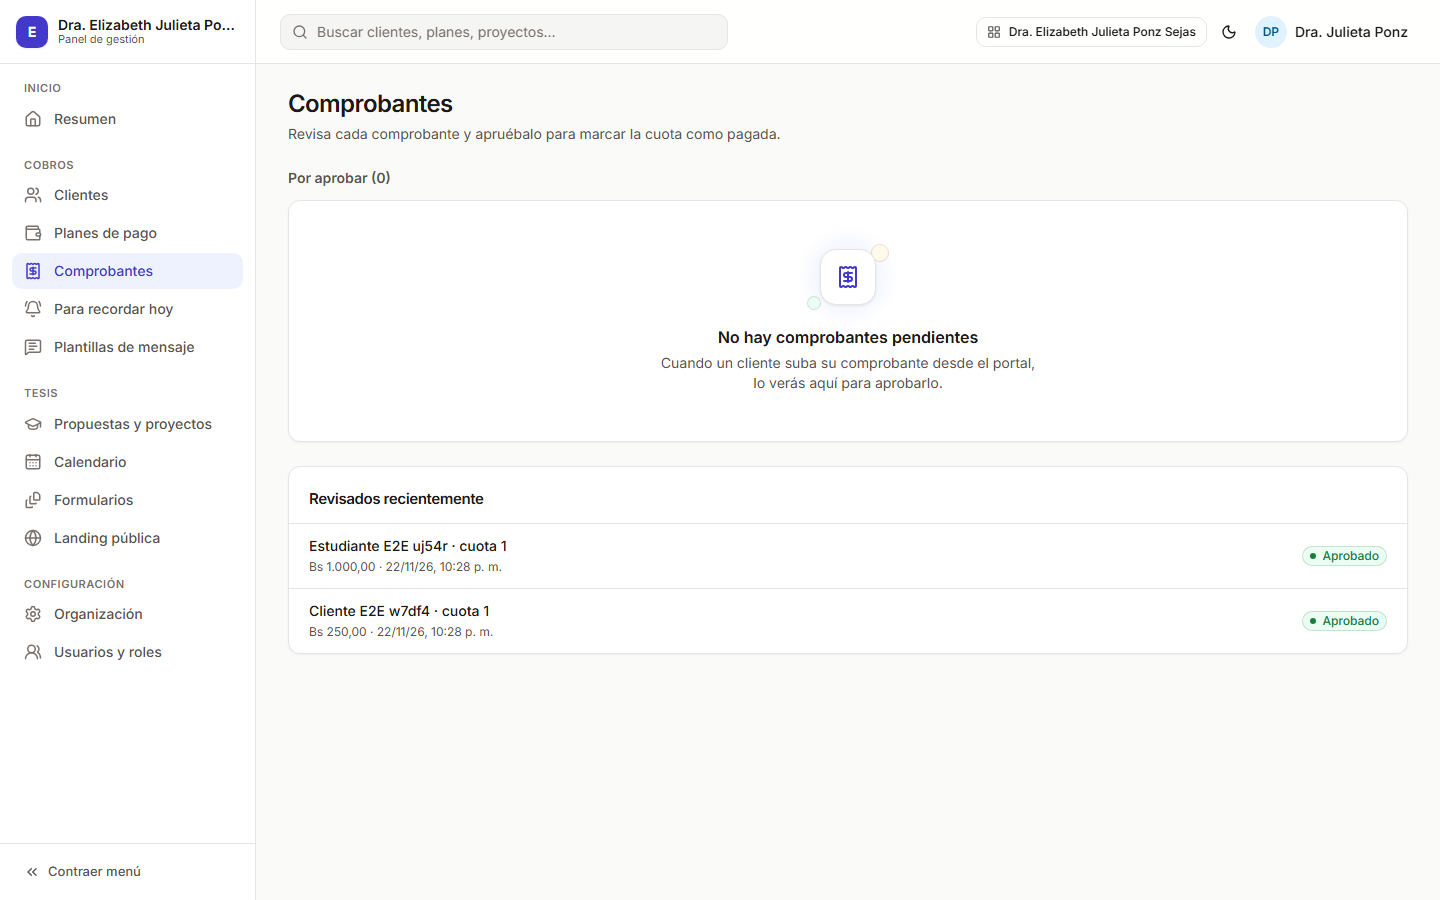 E
Dra. Elizabeth Julieta Po...
Panel de gestión
Buscar clientes, planes, proyectos...
Dra. Elizabeth Julieta Ponz Sejas
DP
Dra. Julieta Ponz
INICIO
Resumen
COBROS
Clientes
Planes de pago
Comprobantes
Para recordar hoy
Plantillas de mensaje
TESIS
Propuestas y proyectos
Calendario
Formularios
Landing pública
CONFIGURACIÓN
Organización
Usuarios y roles
Contraer menú
Comprobantes
Revisa cada comprobante y apruébalo para marcar la cuota como pagada.
Por aprobar (0)
No hay comprobantes pendientes
Cuando un cliente suba su comprobante desde el portal,
lo verás aquí para aprobarlo.
Revisados recientemente
Estudiante E2E uj54r · cuota 1
Bs 1.000,00 · 22/11/26, 10:28 p. m.
Aprobado
Cliente E2E w7df4 · cuota 1
Bs 250,00 · 22/11/26, 10:28 p. m.
Aprobado